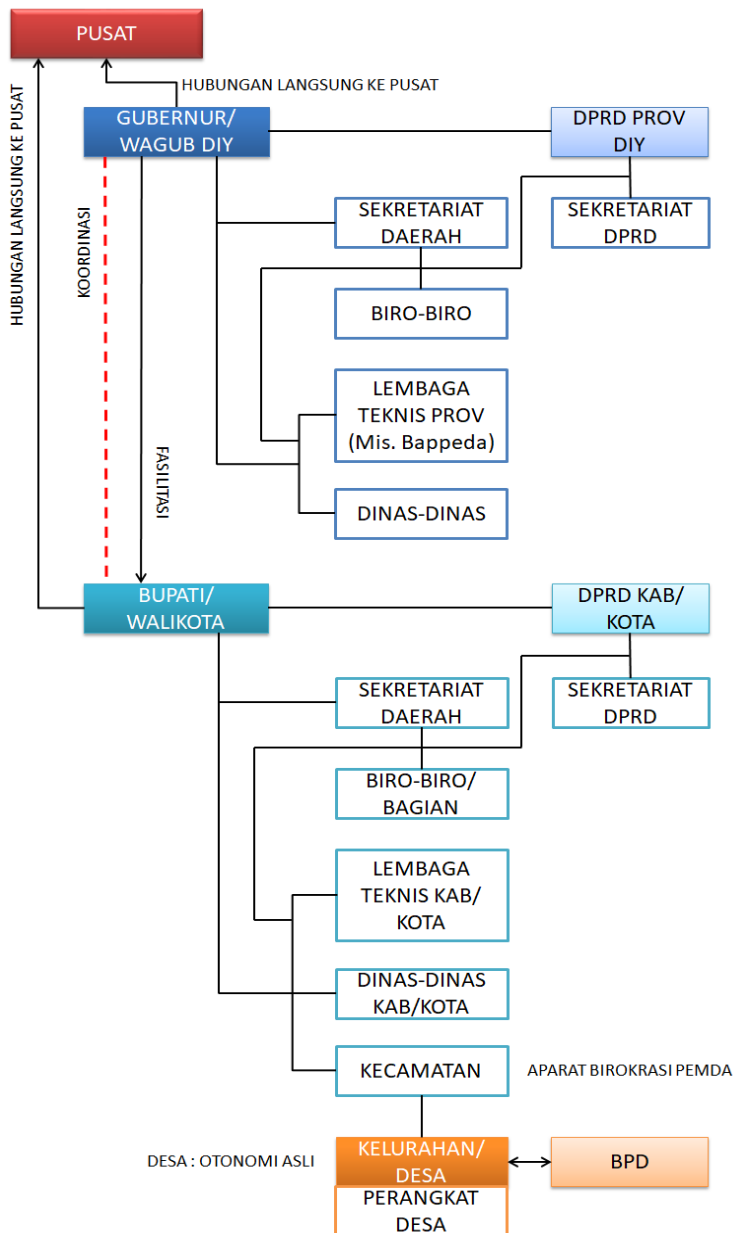 PUSAT
HUBUNGAN LANGSUNG KE PUSAT
HUBUNGAN LANGSUNG KE PUSAT
GUBERNUR/
WAGUB DIY
DPRD PROV
DIY
KOORDINASI
SEKRETARIAT
DAERAH
SEKRETARIAT
DPRD
BIRO-BIRO
LEMBAGA
TEKNIS PROV
(Mis. Bappeda)
FASILITASI
DINAS-DINAS
BUPATI/
WALIKOTA
DPRD KAB/
KOTA
SEKRETARIAT
DAERAH
SEKRETARIAT
DPRD
BIRO-BIRO/
BAGIAN
LEMBAGA
TEKNIS KAB/
KOTA
DINAS-DINAS
KAB/KOTA
KECAMATAN
APARAT BIROKRASI PEMDA
DESA : OTONOMI ASLI
KELURAHAN/
DESA
BPD
PERANGKAT
DESA